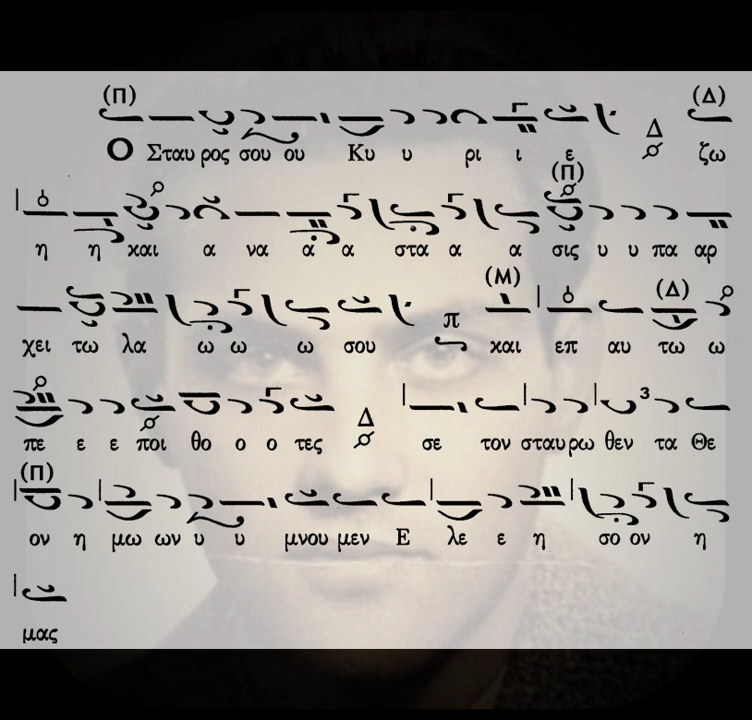 (Π) (Δ)
Ο Σταυ ρος σου ου Κυ υ ρι ι ε Δ ζω
(Π)
η η και α να α α στα α α σις υ υ πα αρ
(Μ) (Δ)
χει τω λα ω ω ω σου π και επ αυ τω ω
πε ε ε ποι θο ο ο τες Δ σε τον σταυ ρω θεν τα Θε
(Π)
ον η μω ων υ υ μνου μεν Ε λε ε η σο ον η
μας